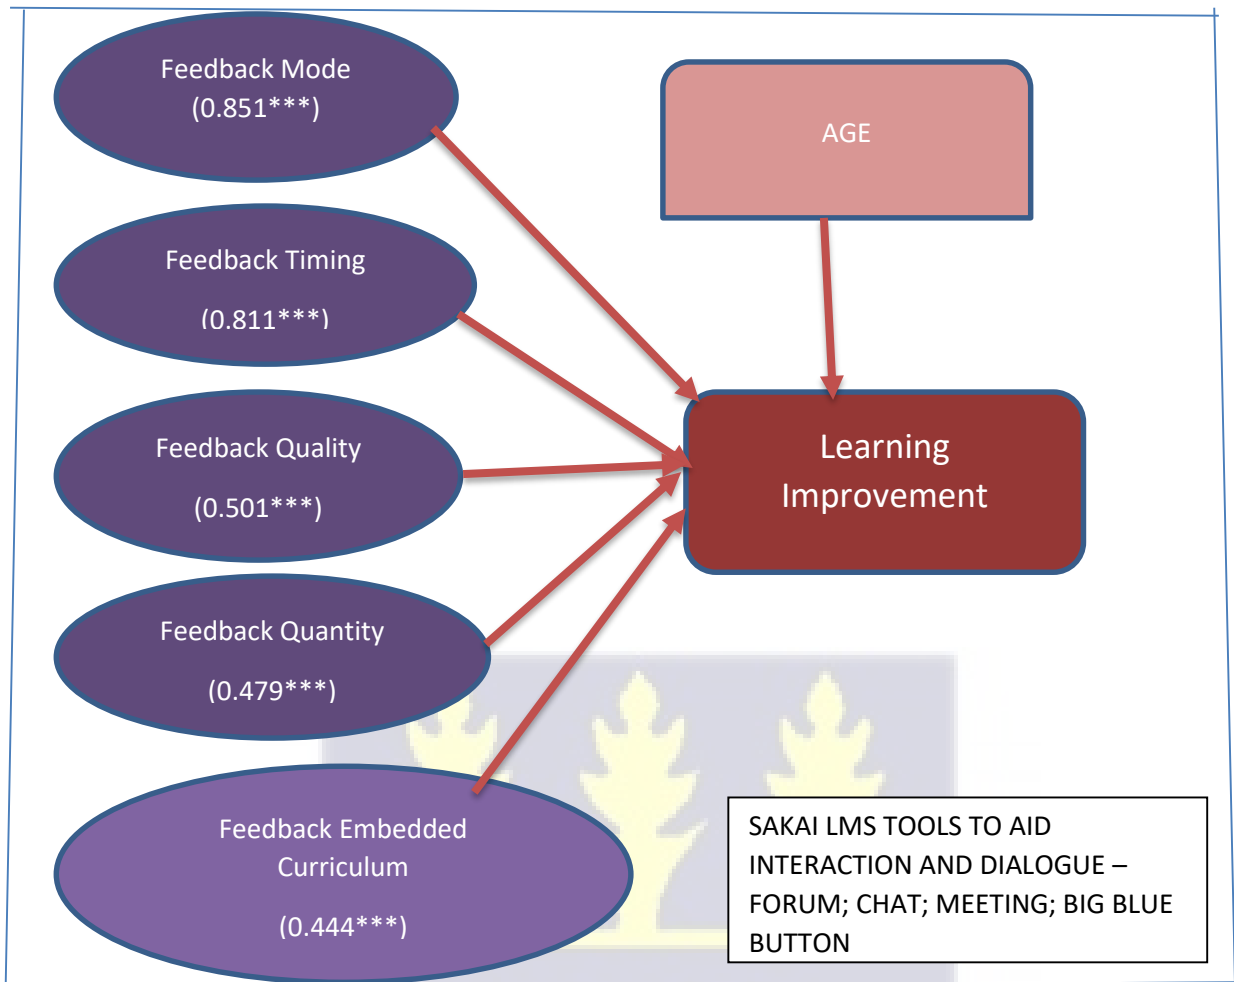 Feedback Mode
(0.851***)
AGE
Feedback Timing
(0.811***)
Feedback Quality
(0.501***)
Learning
Improvement
Feedback Quantity
(0.479***)
Feedback Embedded
Curriculum
(0.444***)
SAKAI LMS TOOLS TO AID
INTERACTION AND DIALOGUE –
FORUM; CHAT; MEETING; BIG BLUE
BUTTON